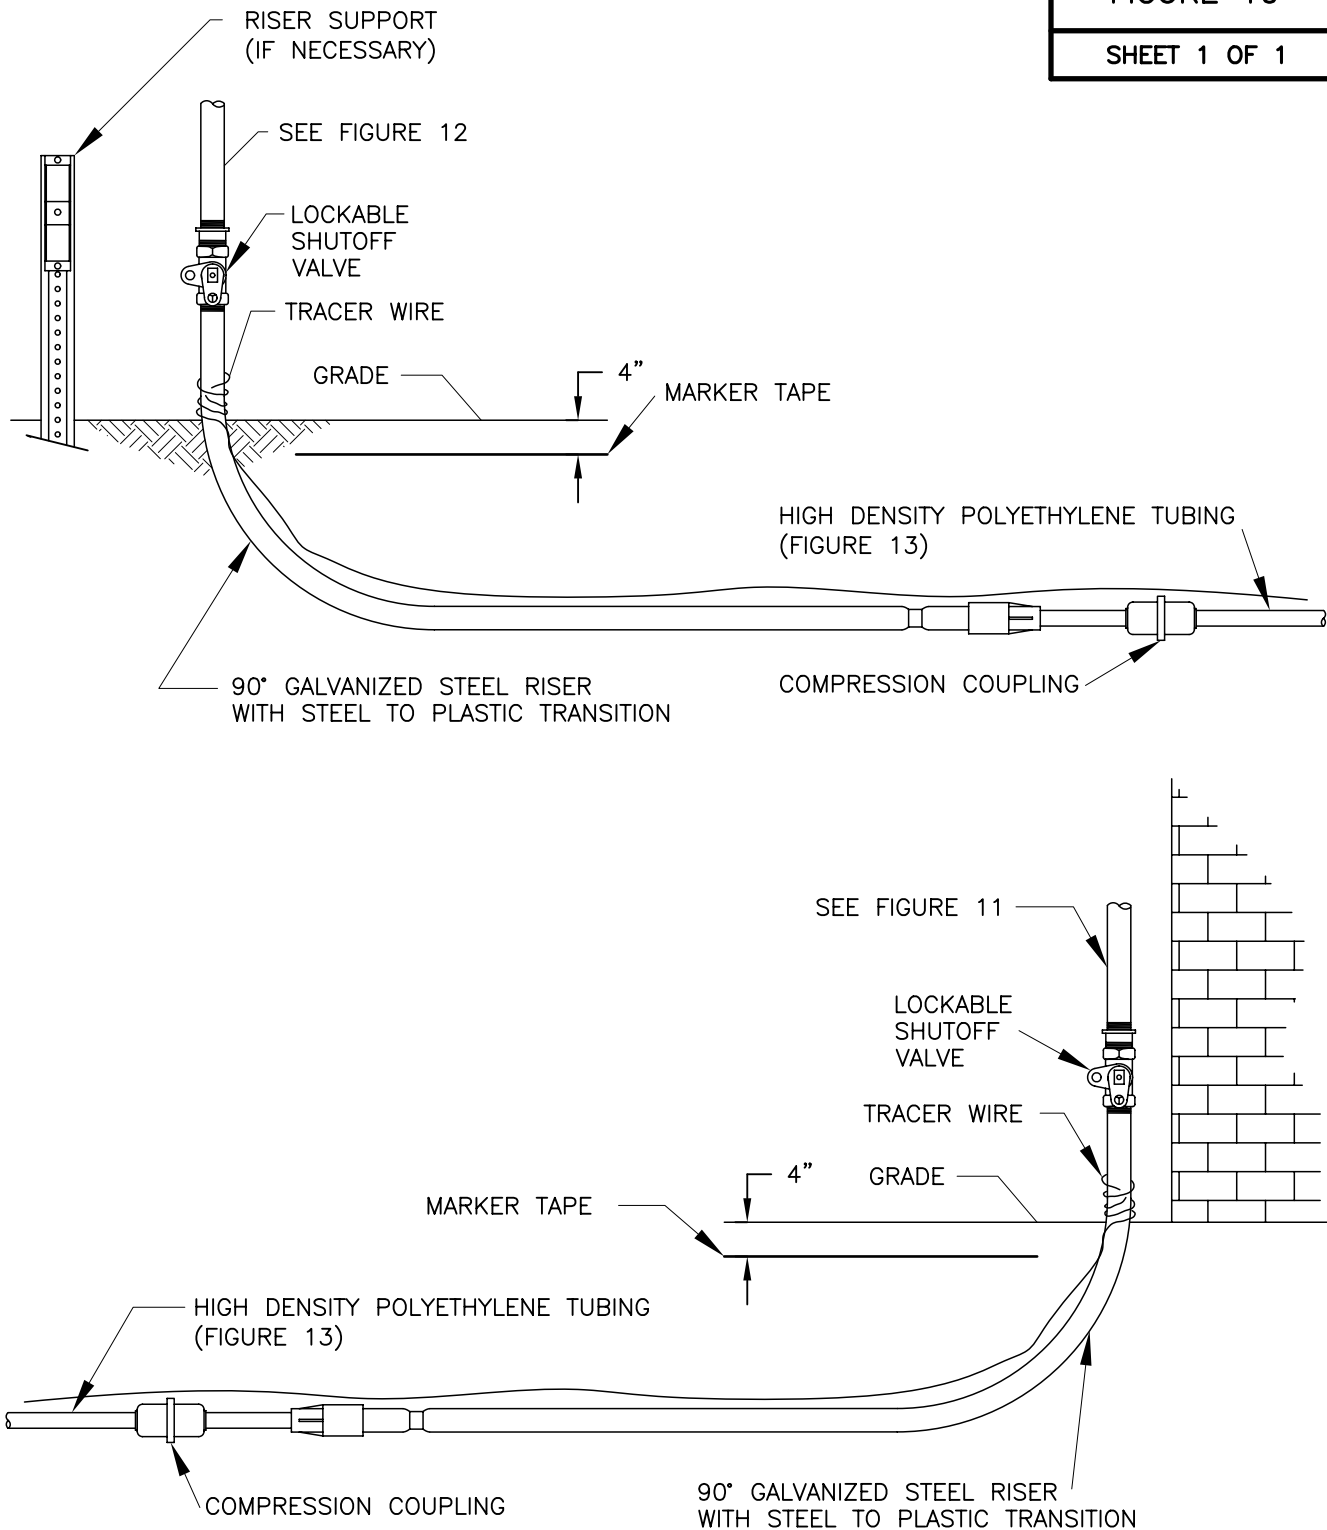 SHEET 1 OF 1
RISER SUPPORT
(IF NECESSARY)
SEE FIGURE 12
LOCKABLE
SHUTOFF
VALVE
TRACER WIRE
GRADE
4”
MARKER TAPE
HIGH DENSITY POLYETHYLENE TUBING
(FIGURE 13)
90° GALVANIZED STEEL RISER
WITH STEEL TO PLASTIC TRANSITION
COMPRESSION COUPLING
SEE FIGURE 11
LOCKABLE
SHUTOFF
VALVE
TRACER WIRE
4”
GRADE
MARKER TAPE
HIGH DENSITY POLYETHYLENE TUBING
(FIGURE 13)
COMPRESSION COUPLING
90° GALVANIZED STEEL RISER
WITH STEEL TO PLASTIC TRANSITION